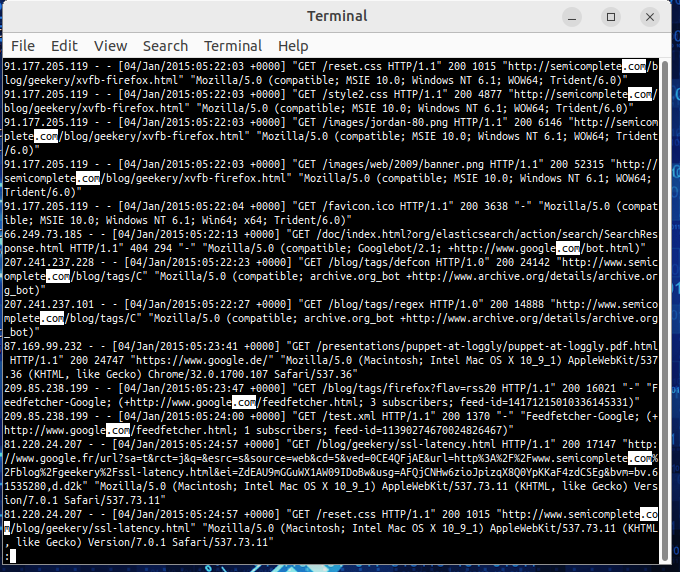 Terminal
File Edit View Search Terminal Help
91.177.205.119 - - [04/Jan/2015:05:22:03 +0000] "GET /reset.css HTTP/1.1" 200 1015 "http://semicomplete.com/b
log/geekery/xvfb-firefox.html" "Mozilla/5.0 (compatible; MSIE 10.0; Windows NT 6.1; WOW64; Trident/6.0)"
91.177.205.119 - - [04/Jan/2015:05:22:03 +0000] "GET /style2.css HTTP/1.1" 200 4877 "http://semicomplete.com/
blog/geekery/xvfb-firefox.html" "Mozilla/5.0 (compatible; MSIE 10.0; Windows NT 6.1; WOW64; Trident/6.0)"
91.177.205.119 - - [04/Jan/2015:05:22:03 +0000] "GET /images/jordan-80.png HTTP/1.1" 200 6146 "http://semicom
plete.com/blog/geekery/xvfb-firefox.html" "Mozilla/5.0 (compatible; MSIE 10.0; Windows NT 6.1; WOW64; Trident
/6.0)"
91.177.205.119 - - [04/Jan/2015:05:22:03 +0000] "GET /images/web/2009/banner.png HTTP/1.1" 200 52315 "http://
semicomplete.com/blog/geekery/xvfb-firefox.html" "Mozilla/5.0 (compatible; MSIE 10.0; Windows NT 6.1; WOW64;
Trident/6.0)"
91.177.205.119 - - [04/Jan/2015:05:22:04 +0000] "GET /favicon.ico HTTP/1.1" 200 3638 "-" "Mozilla/5.0 (compat
ible; MSIE 10.0; Windows NT 6.1; Win64; x64; Trident/6.0)"
66.249.73.185 - - [04/Jan/2015:05:22:13 +0000] "GET /doc/index.html?org/elasticsearch/action/search/SearchRes
ponse.html HTTP/1.1" 404 294 "-" "Mozilla/5.0 (compatible; Googlebot/2.1; +http://www.google.com/bot.html)"
207.241.237.228 - - [04/Jan/2015:05:22:23 +0000] "GET /blog/tags/defcon HTTP/1.0" 200 24142 "http://www.semic
omplete.com/blog/tags/C" "Mozilla/5.0 (compatible; archive.org_bot +http://www.archive.org/details/archive.or
g_bot)"
207.241.237.101 - - [04/Jan/2015:05:22:27 +0000] "GET /blog/tags/regex HTTP/1.0" 200 14888 "http://www.semico
mplete.com/blog/tags/C" "Mozilla/5.0 (compatible; archive.org_bot +http://www.archive.org/details/archive.org
_bot)"
87.169.99.232 - - [04/Jan/2015:05:23:41 +0000] "GET /presentations/puppet-at-loggly/puppet-at-loggly.pdf.html
 HTTP/1.1" 200 24747 "https://www.google.de/" "Mozilla/5.0 (Macintosh; Intel Mac OS X 10_9_1) AppleWebKit/537
.36 (KHTML, like Gecko) Chrome/32.0.1700.107 Safari/537.36"
209.85.238.199 - - [04/Jan/2015:05:23:47 +0000] "GET /blog/tags/firefox?flav=rss20 HTTP/1.1" 200 16021 "-" "F
eedfetcher-Google; (+http://www.google.com/feedfetcher.html; 3 subscribers; feed-id=14171215010336145331)"
209.85.238.199 - - [04/Jan/2015:05:24:00 +0000] "GET /test.xml HTTP/1.1" 200 1370 "-" "Feedfetcher-Google; (+
http://www.google.com/feedfetcher.html; 1 subscribers; feed-id=11390274670024826467)"
81.220.24.207 - - [04/Jan/2015:05:24:57 +0000] "GET /blog/geekery/ssl-latency.html HTTP/1.1" 200 17147 "http:
//www.google.fr/url?sa=t&rct=j&q=&esrc=s&source=web&cd=5&ved=0CE4QFjAE&url=http%3A%2F%2Fwww.semicomplete.com%
2Fblog%2Fgeekery%2Fssl-latency.html&ei=ZdEAU9mGGuWX1AW09IDoBw&usg=AFQjCNHw6zioJpizqX8Q0YpKKaF4zdCSEg&bvm=bv.6
1535280,d.d2k" "Mozilla/5.0 (Macintosh; Intel Mac OS X 10_9_1) AppleWebKit/537.73.11 (KHTML, like Gecko) Vers
ion/7.0.1 Safari/537.73.11"
81.220.24.207 - - [04/Jan/2015:05:24:57 +0000] "GET /reset.css HTTP/1.1" 200 1015 "http://www.semicomplete.co
m/blog/geekery/ssl-latency.html" "Mozilla/5.0 (Macintosh; Intel Mac OS X 10_9_1) AppleWebKit/537.73.11 (KHTML
, like Gecko) Version/7.0.1 Safari/537.73.11"
: